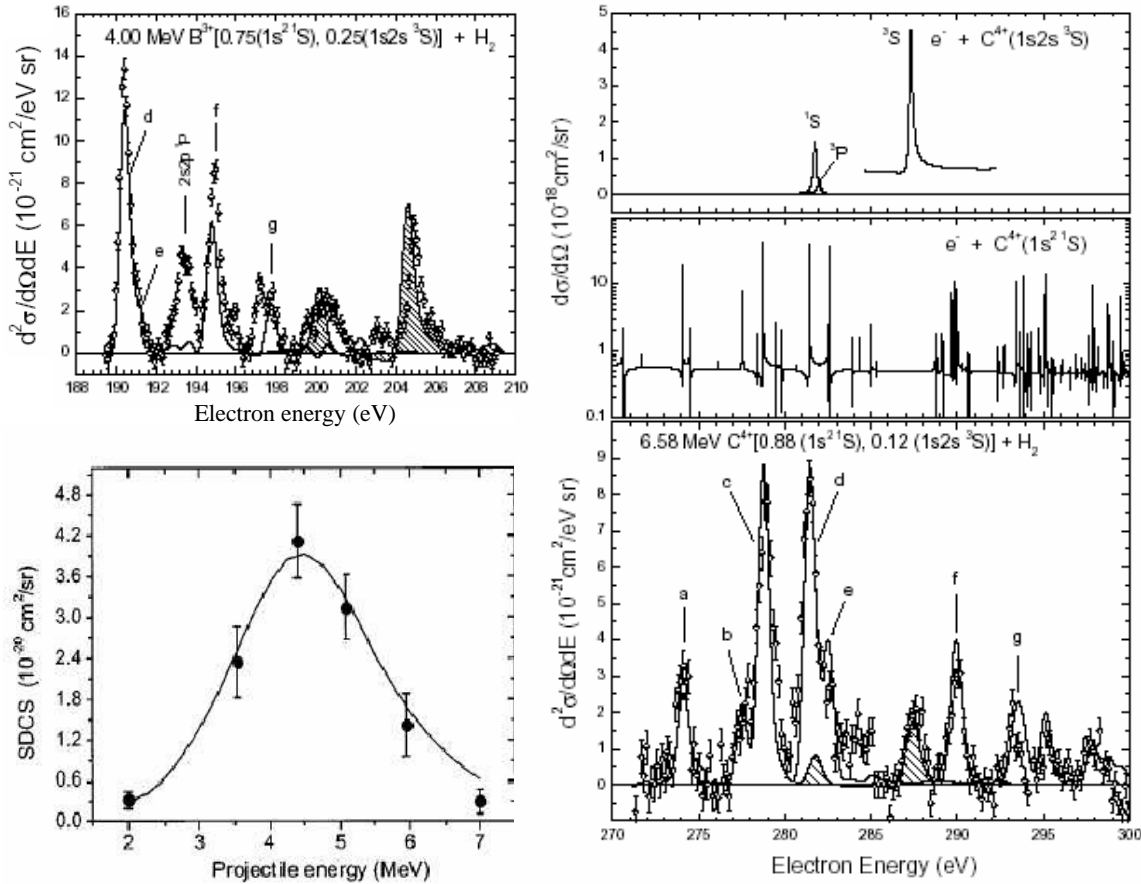 4.00 MeV B³⁺[0.75(1s² ¹S), 0.25(1s2s ³S)] + H₂
d²σ/dΩdE (10⁻²¹ cm²/eV sr)
16
14
12
10
8
6
4
2
0
d
e
2s2p ¹P
f
g
188 190 192 194 196 198 200 202 204 206 208 210
Electron energy (eV)
SDCS (10⁻²⁰ cm²/sr)
4.8
4.2
3.6
3.0
2.4
1.2
0.6
0.0
2 3 4 5 6 7
Projectile energy (MeV)
dσ/dΩ (10⁻¹⁸cm²/sr)
5
4
3
2
1
0
³S e⁻ + C⁴⁺(1s2s ³S)
¹S
³P
e⁻ + C⁴⁺(1s² ¹S)
10
1
0.1
6.58 MeV C⁴⁺[0.88 (1s² ¹S), 0.12 (1s2s ³S)] + H₂
d²σ/dΩdE (10⁻²¹cm²/eV sr)
9
8
7
6
5
4
3
2
1
0
a
b
c
d
e
f
g
270 275 280 285 290 295 300
Electron Energy (eV)